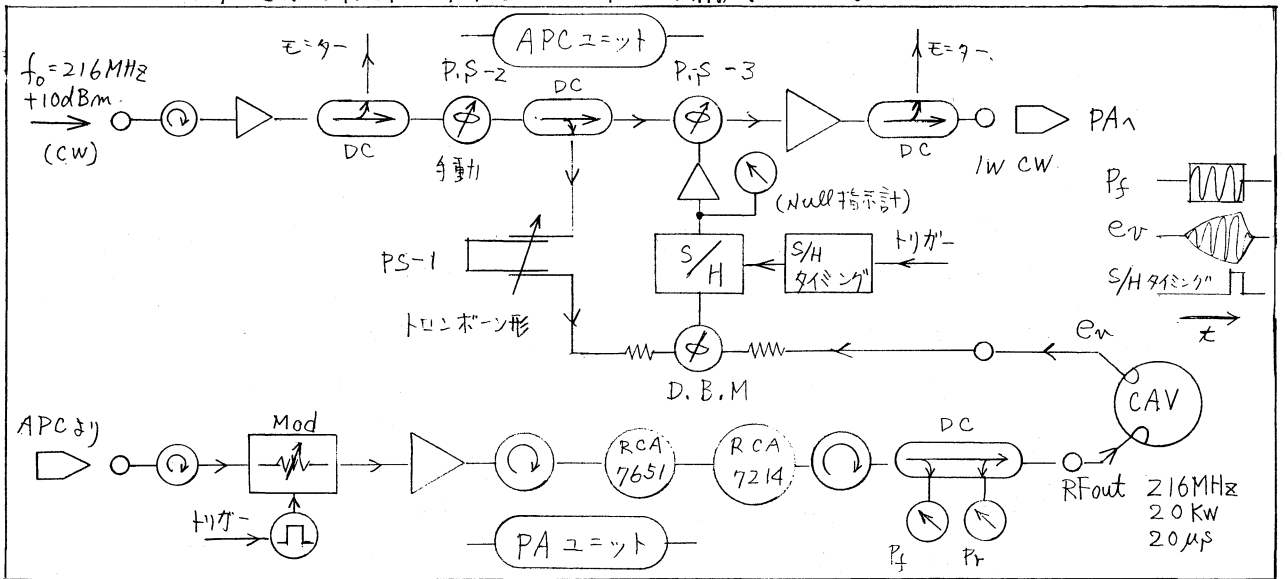 APCユニット
モニター
モニター
f₀=216MHz
+10dBm
(CW)
P.S-2
DC
P.S-3
DC
手動
DC
PAへ
1W CW
(Null指示計)
PS-1
トロンボーン形
S/H
S/H
タイミング
トリガー
D.B.M
Pf
ev
S/Hタイミング
t
ev
CAV
APCより
Mod
トリガー
RCA
7651
RCA
7214
DC
Pf
Pr
RFout
216MHz
20KW
20μs
PAユニット